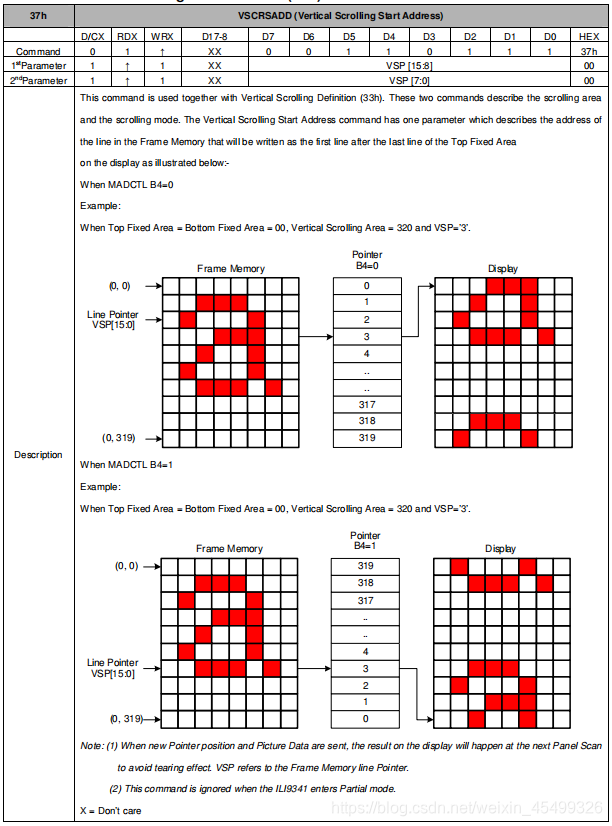 37h VSCRSADD (Vertical Scrolling Start Address)
D/CX RDX WRX D17-8 D7 D6 D5 D4 D3 D2 D1 D0 HEX
Command 0 1 ↑ XX 0 0 1 1 0 1 1 1 37h
1stParameter 1 ↑ 1 XX VSP [15:8] 00
2ndParameter 1 ↑ 1 XX VSP [7:0] 00
Description
This command is used together with Vertical Scrolling Definition (33h). These two commands describe the scrolling area
and the scrolling mode. The Vertical Scrolling Start Address command has one parameter which describes the address of
the line in the Frame Memory that will be written as the first line after the last line of the Top Fixed Area
on the display as illustrated below:-
When MADCTL B4=0
Example:
When Top Fixed Area = Bottom Fixed Area = 00, Vertical Scrolling Area = 320 and VSP='3'.
Frame Memory
Pointer
B4=0
Display
(0, 0)
Line Pointer
VSP[15:0]
(0, 319)
0
1
2
3
4
..
..
317
318
319
When MADCTL B4=1
Example:
When Top Fixed Area = Bottom Fixed Area = 00, Vertical Scrolling Area = 320 and VSP='3'.
Frame Memory
Pointer
B4=1
Display
(0, 0)
Line Pointer
VSP[15:0]
(0, 319)
319
318
317
..
..
4
3
2
1
0
Note: (1) When new Pointer position and Picture Data are sent, the result on the display will happen at the next Panel Scan
to avoid tearing effect. VSP refers to the Frame Memory line Pointer.
(2) This command is ignored when the ILI9341 enters Partial mode.
X = Don't care
https://blog.csdn.net/weixin_45499326